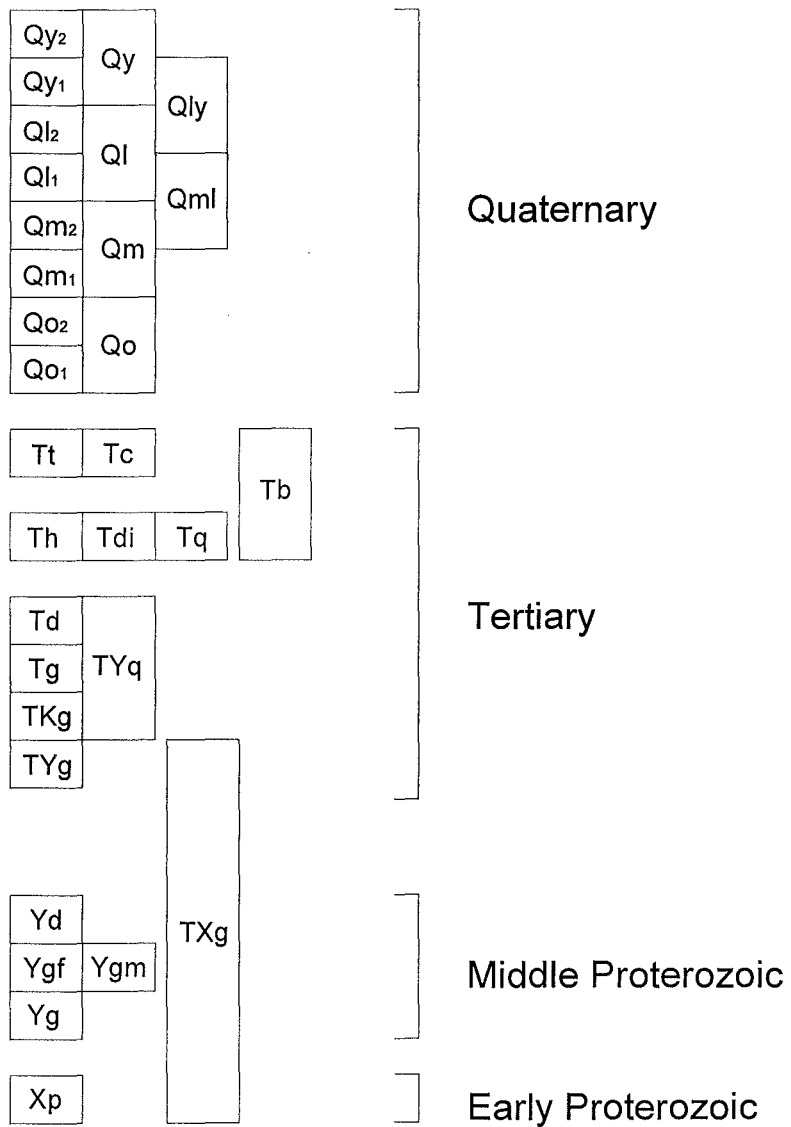 Qy₂ Qy
Qy₁ Qly
Ql₂ Ql
Ql₁ Qml
Qm₂ Qm
Qm₁
Qo₂ Qo
Qo₁
Quaternary
Tt Tc Tb
Th Tdi Tq
Td TYq
Tg
TKg
TYg
Tertiary
TXg
Yd
Ygf Ygm
Yg
Middle Proterozoic
Xp
Early Proterozoic